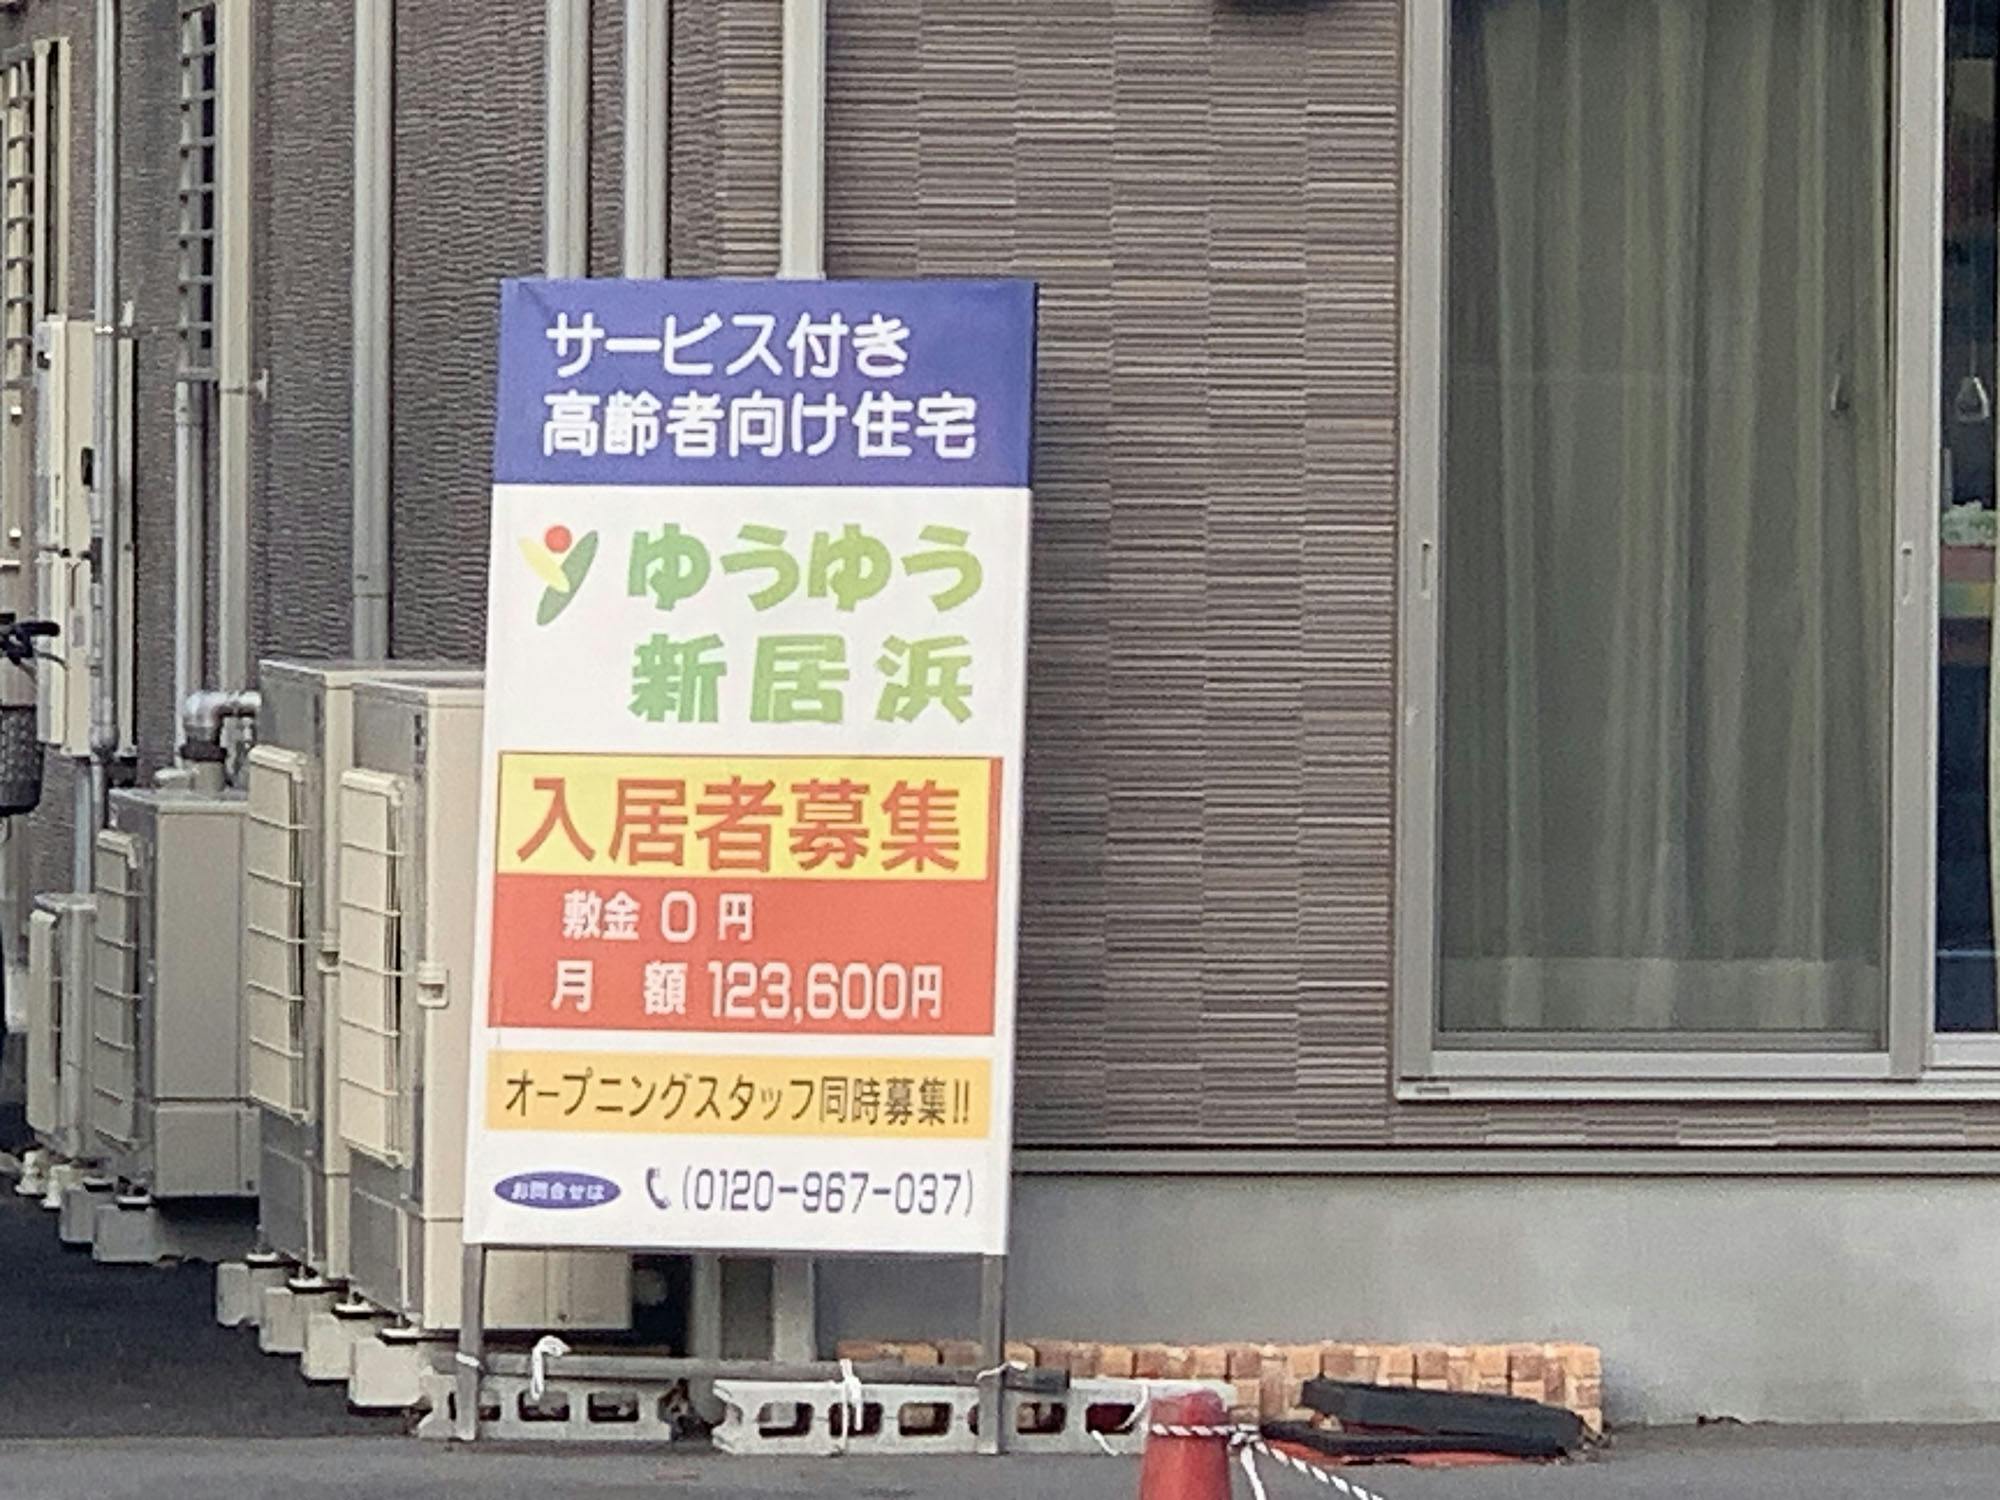 サービス付き
高齢者向け住宅
ゆうゆう
新居浜
入居者募集
敷金 0 円
月 額 123,600円
オープニングスタッフ同時募集!!
お問合せは (0120-967-037)